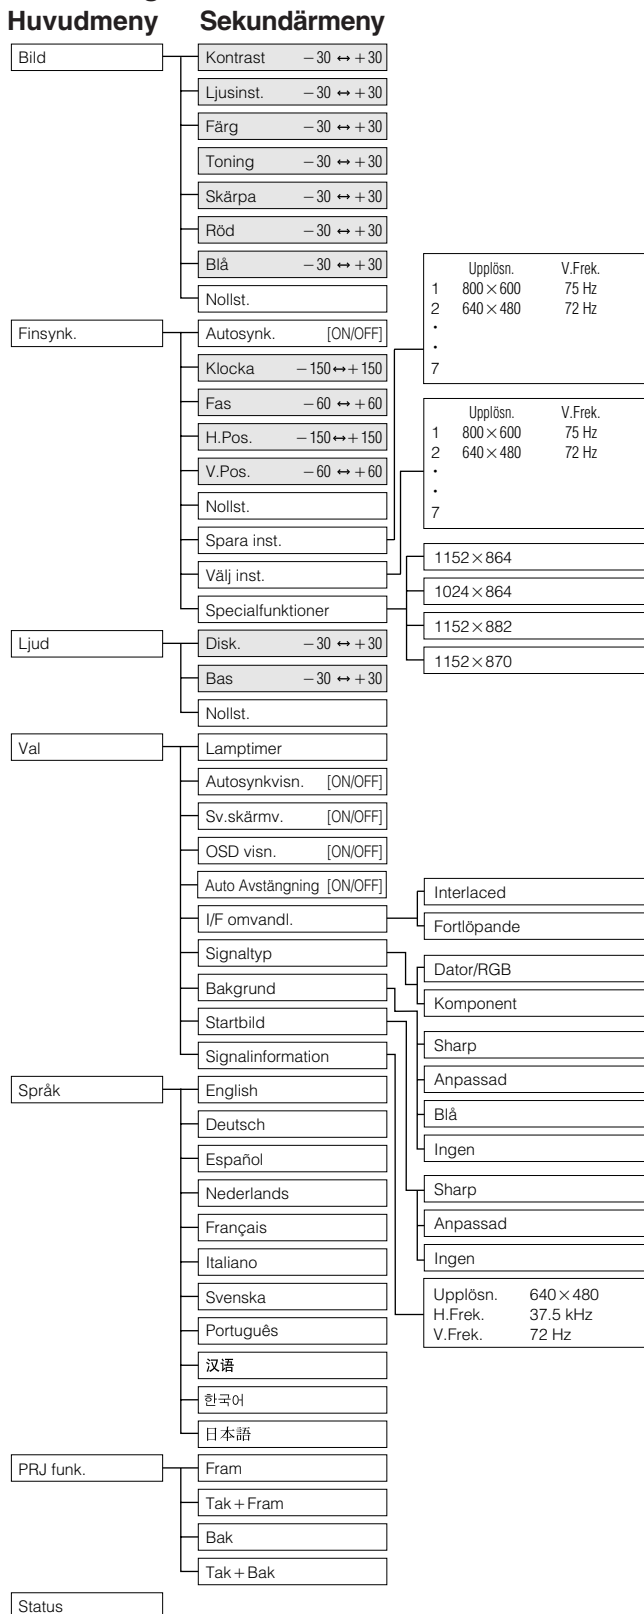 Huvudmeny Sekundärmeny
Bild
Kontrast −30 ↔ +30
Ljusinst. −30 ↔ +30
Färg −30 ↔ +30
Toning −30 ↔ +30
Skärpa −30 ↔ +30
Röd −30 ↔ +30
Blå −30 ↔ +30
Nollst.
Finsynk.
Autosynk. [ON/OFF]
Klocka −150↔+150
Fas −60 ↔ +60
H.Pos. −150↔+150
V.Pos. −60 ↔ +60
Nollst.
Spara inst.
Upplösn. V.Frek.
1 800×600 75 Hz
2 640×480 72 Hz
•
•
7
Välj inst.
Upplösn. V.Frek.
1 800×600 75 Hz
2 640×480 72 Hz
•
•
7
Specialfunktioner
1152×864
1024×864
1152×882
1152×870
Ljud
Disk. −30 ↔ +30
Bas −30 ↔ +30
Nollst.
Val
Lamptimer
Autosynkvisn. [ON/OFF]
Sv.skärmv. [ON/OFF]
OSD visn. [ON/OFF]
Auto Avstängning [ON/OFF]
I/F omvandl.
Interlaced
Fortlöpande
Signaltyp
Dator/RGB
Komponent
Bakgrund
Sharp
Anpassad
Blå
Ingen
Startbild
Sharp
Anpassad
Ingen
Signalinformation
Upplösn. 640×480
H.Frek. 37.5 kHz
V.Frek. 72 Hz
Språk
English
Deutsch
Español
Nederlands
Français
Italiano
Svenska
Português
汉语
한국어
日本語
PRJ funk.
Fram
Tak+Fram
Bak
Tak+Bak
Status